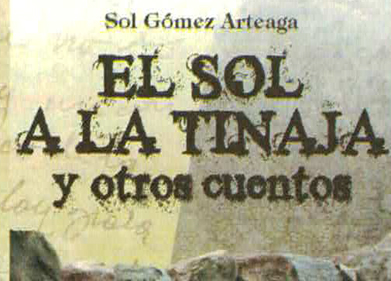 Sol Gómez Arteaga
EL SOL
A LA TINAJA
y otros cuentos